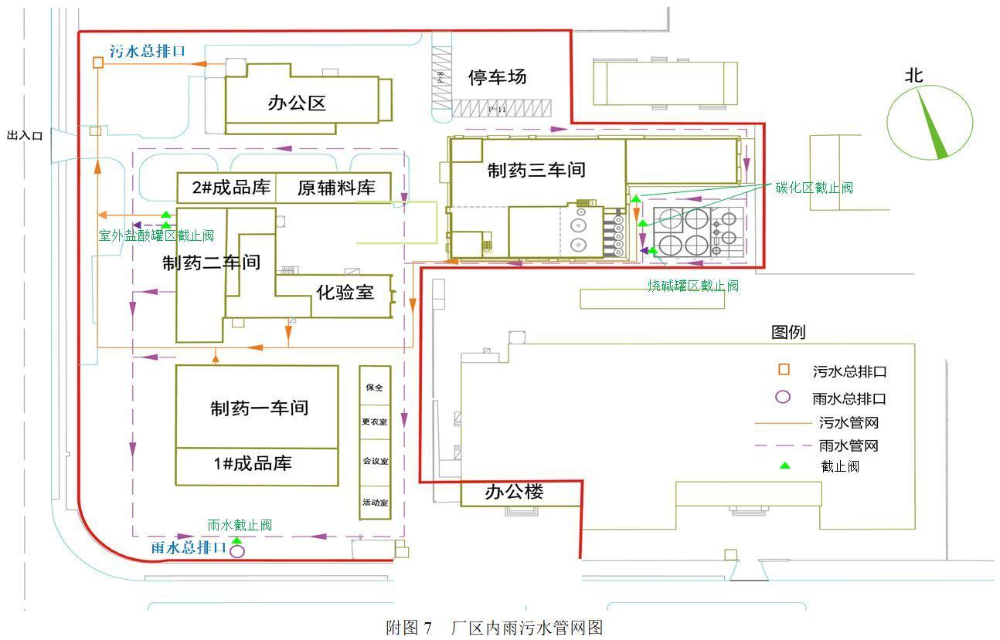 污水总排口
办公区
P=8
停车场
P=11
北
出入口
2#成品库
原辅料库
制药三车间
碳化区截止阀
室外盐酸罐区截止阀
制药二车间
化验室
烧碱罐区截止阀
图例
污水总排口
雨水总排口
污水管网
雨水管网
截止阀
制药一车间
1#成品库
保全
更衣室
会议室
活动室
办公楼
雨水截止阀
雨水总排口
附图 7 厂区内雨污水管网图